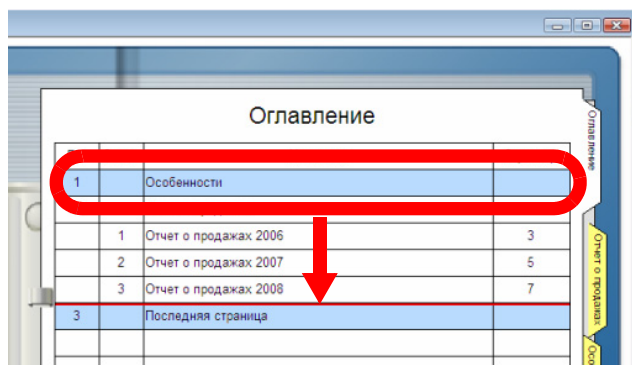 Оглавление
1 Особенности
1 Отчет о продажах 2006 3
2 Отчет о продажах 2007 5
3 Отчет о продажах 2008 7
3 Последняя страница
Оглавление
Отчет о продажах
Осо